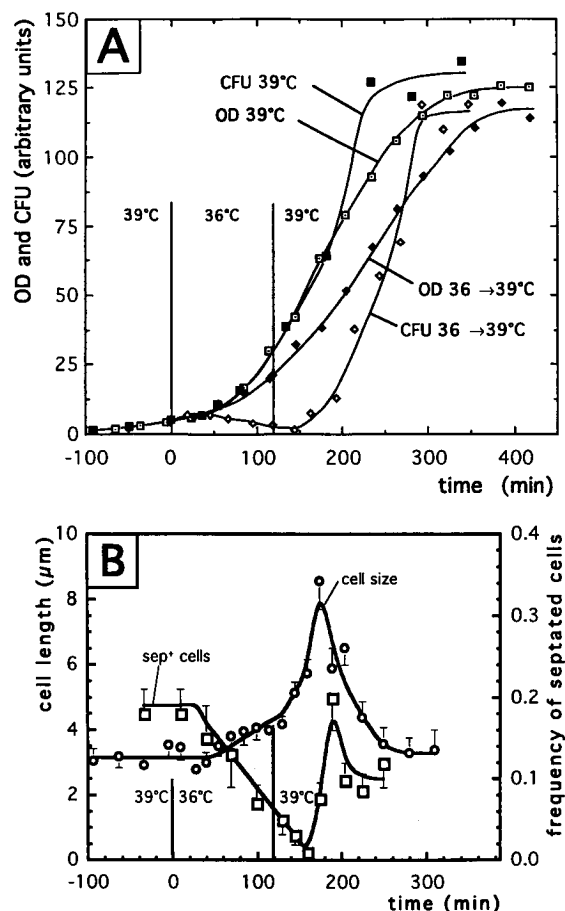 A
OD and CFU (arbitrary units)
150
125
100
75
50
25
0
CFU 39°C
OD 39°C
39°C
36°C
39°C
OD 36 →39°C
CFU 36 →39°C
-100
0
100
200
300
400
time (min)
B
cell length (µm)
10
8
6
4
2
0
cell size
sep⁺ cells
39°C
36°C
39°C
0.4
0.3
0.2
0.1
0.0
frequency of septated cells
-100
0
100
200
300
400
time (min)